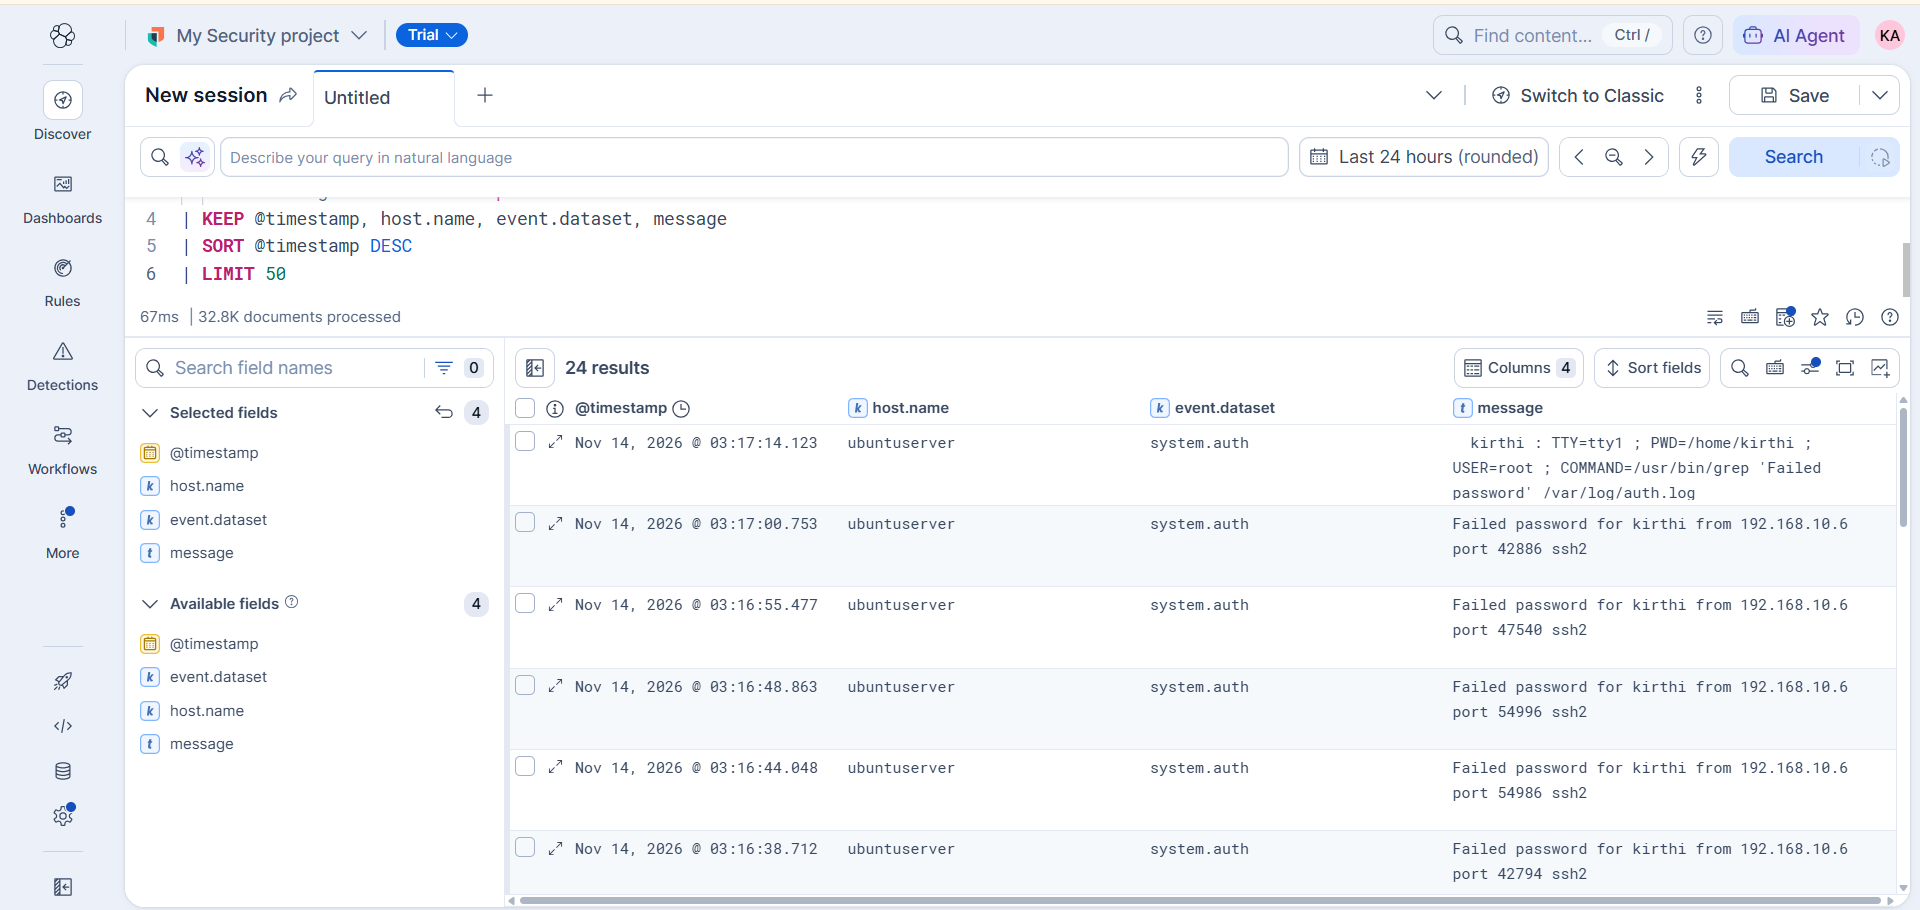 My Security project
Trial
Find content...
Ctrl /
AI Agent
KA
New session
Untitled
Switch to Classic
Save
Describe your query in natural language
Last 24 hours (rounded)
Search
4 | KEEP @timestamp, host.name, event.dataset, message
5 | SORT @timestamp DESC
6 | LIMIT 50
67ms | 32.8K documents processed
Discover
Dashboards
Rules
Detections
Workflows
More
Search field names
0
Selected fields
4
@timestamp
k host.name
k event.dataset
t message
Available fields
4
@timestamp
k event.dataset
k host.name
t message
24 results
Columns 4
Sort fields
@timestamp k host.name k event.dataset t message
Nov 14, 2026 @ 03:17:14.123 ubuntuserver system.auth kirthi : TTY=tty1 ; PWD=/home/kirthi ;
USER=root ; COMMAND=/usr/bin/grep 'Failed
password' /var/log/auth.log
Nov 14, 2026 @ 03:17:00.753 ubuntuserver system.auth Failed password for kirthi from 192.168.10.6
port 42886 ssh2
Nov 14, 2026 @ 03:16:55.477 ubuntuserver system.auth Failed password for kirthi from 192.168.10.6
port 47540 ssh2
Nov 14, 2026 @ 03:16:48.863 ubuntuserver system.auth Failed password for kirthi from 192.168.10.6
port 54996 ssh2
Nov 14, 2026 @ 03:16:44.048 ubuntuserver system.auth Failed password for kirthi from 192.168.10.6
port 54986 ssh2
Nov 14, 2026 @ 03:16:38.712 ubuntuserver system.auth Failed password for kirthi from 192.168.10.6
port 42794 ssh2